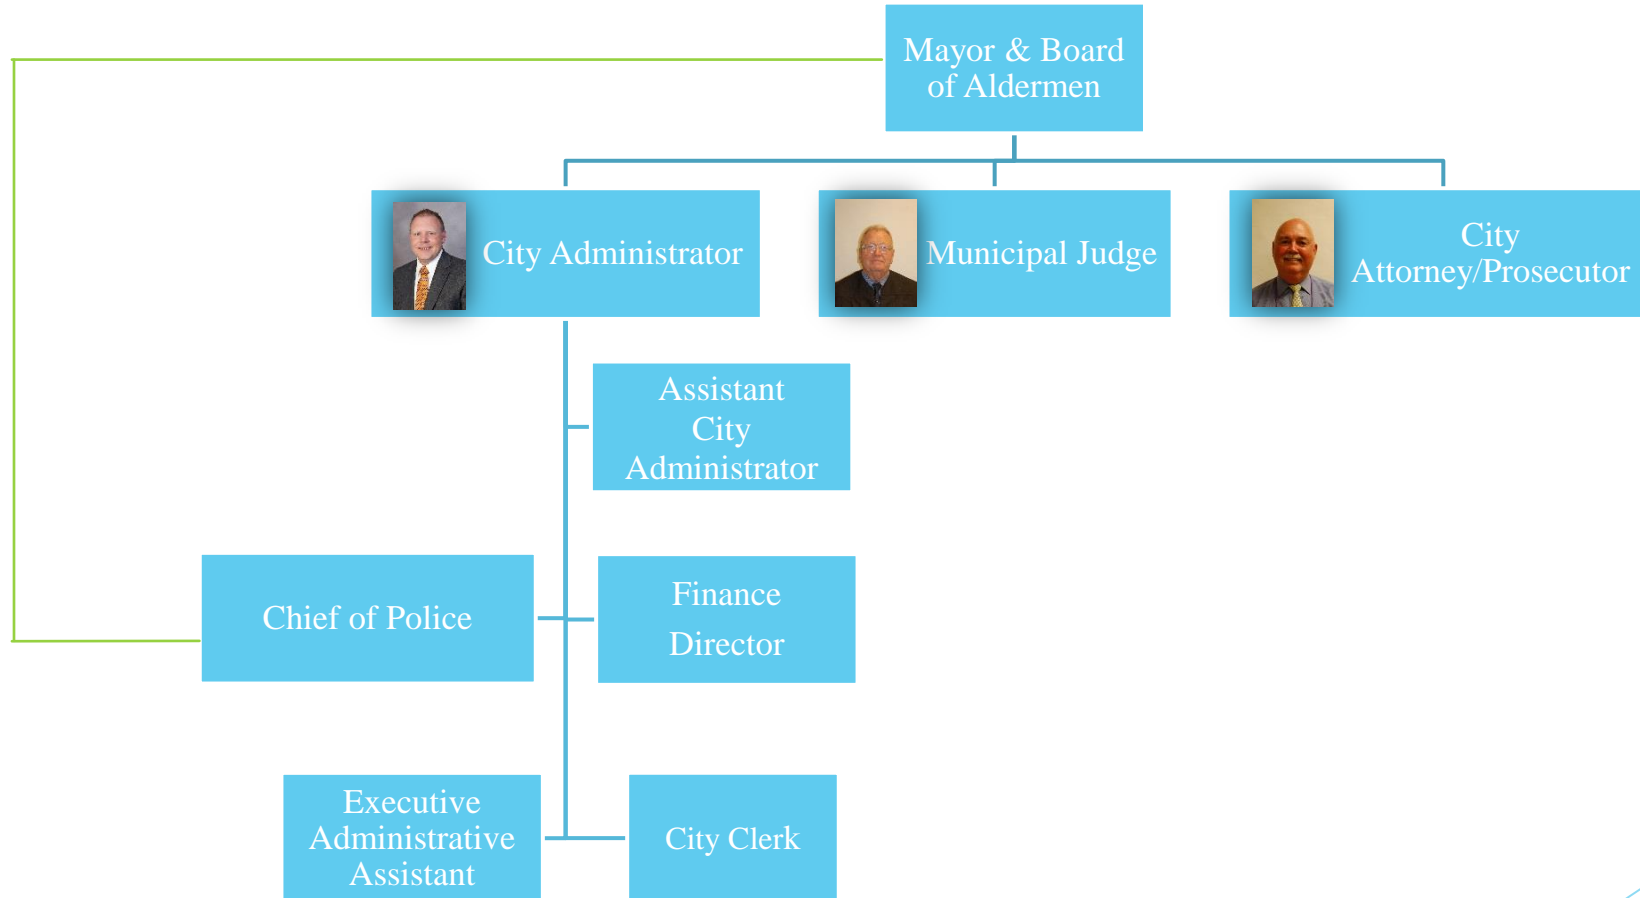 Mayor & Board
of Aldermen
City Administrator
Municipal Judge
City
Attorney/Prosecutor
Assistant
City
Administrator
Chief of Police
Finance
Director
Executive
Administrative
Assistant
City Clerk